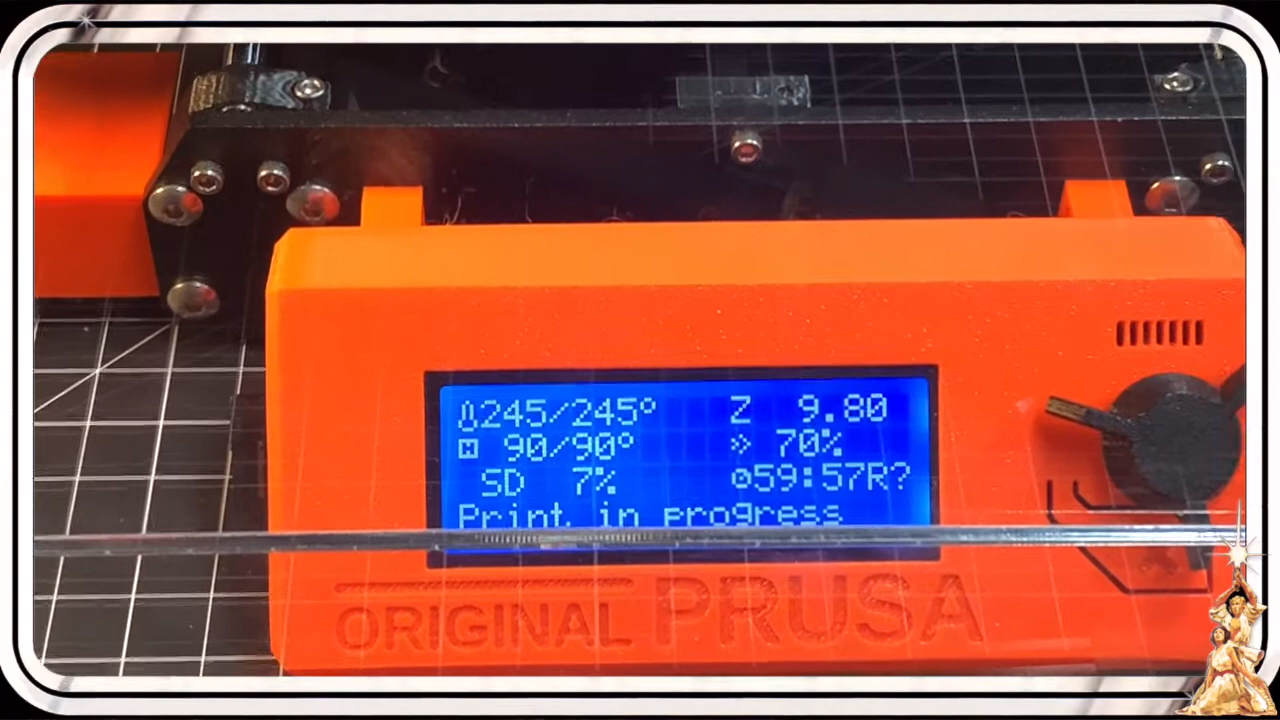 245/245° Z 9.80
90/90° » 70%
SD 7% 59:57R?
Print in progress
ORIGINAL PRUSA